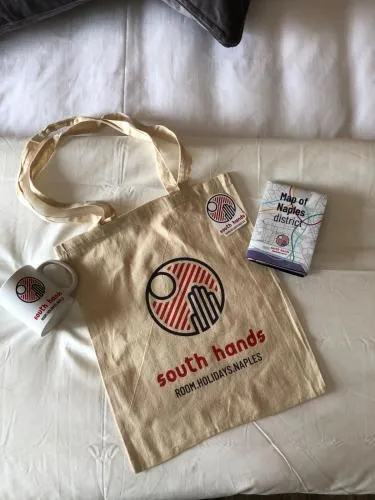 south hands
Map of
Naples
district
south hands
south hands
ROOM.HOLIDAYS.NAPLES